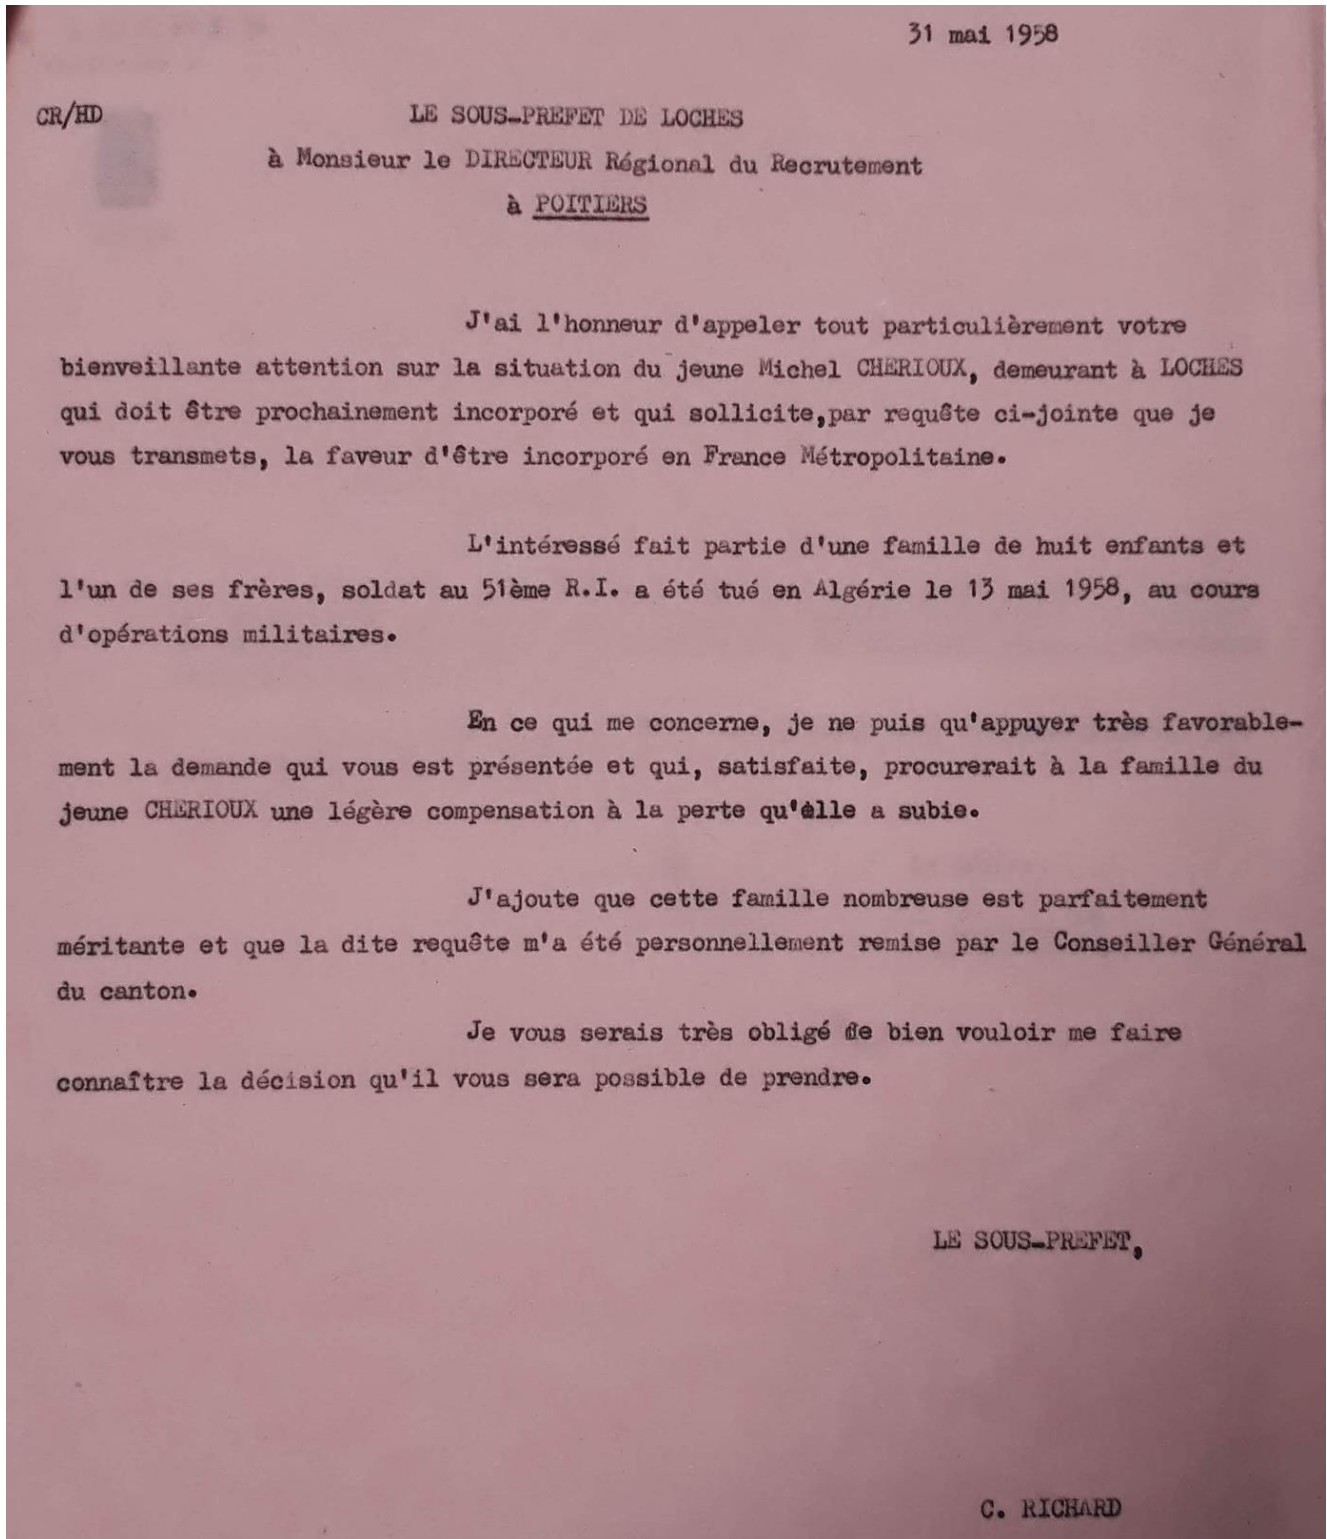 31 mai 1958
CR/HD
LE SOUS-PREFET DE LOCHES
à Monsieur le DIRECTEUR Régional du Recrutement
à POITIERS
J'ai l'honneur d'appeler tout particulièrement votre
bienveillante attention sur la situation du jeune Michel CHERIOUX, demeurant à LOCHES
qui doit être prochainement incorporé et qui sollicite,par requête ci-jointe que je
vous transmets, la faveur d'être incorporé en France Métropolitaine.
L'intéressé fait partie d'une famille de huit enfants et
l'un de ses frères, soldat au 51ème R.I. a été tué en Algérie le 13 mai 1958, au cours
d'opérations militaires.
En ce qui me concerne, je ne puis qu'appuyer très favorable-
ment la demande qui vous est présentée et qui, satisfaite, procurerait à la famille du
jeune CHERIOUX une légère compensation à la perte qu'elle a subie.
J'ajoute que cette famille nombreuse est parfaitement
méritante et que la dite requête m'a été personnellement remise par le Conseiller Général
du canton.
Je vous serais très obligé de bien vouloir me faire
connaître la décision qu'il vous sera possible de prendre.
LE SOUS-PREFET,
C. RICHARD